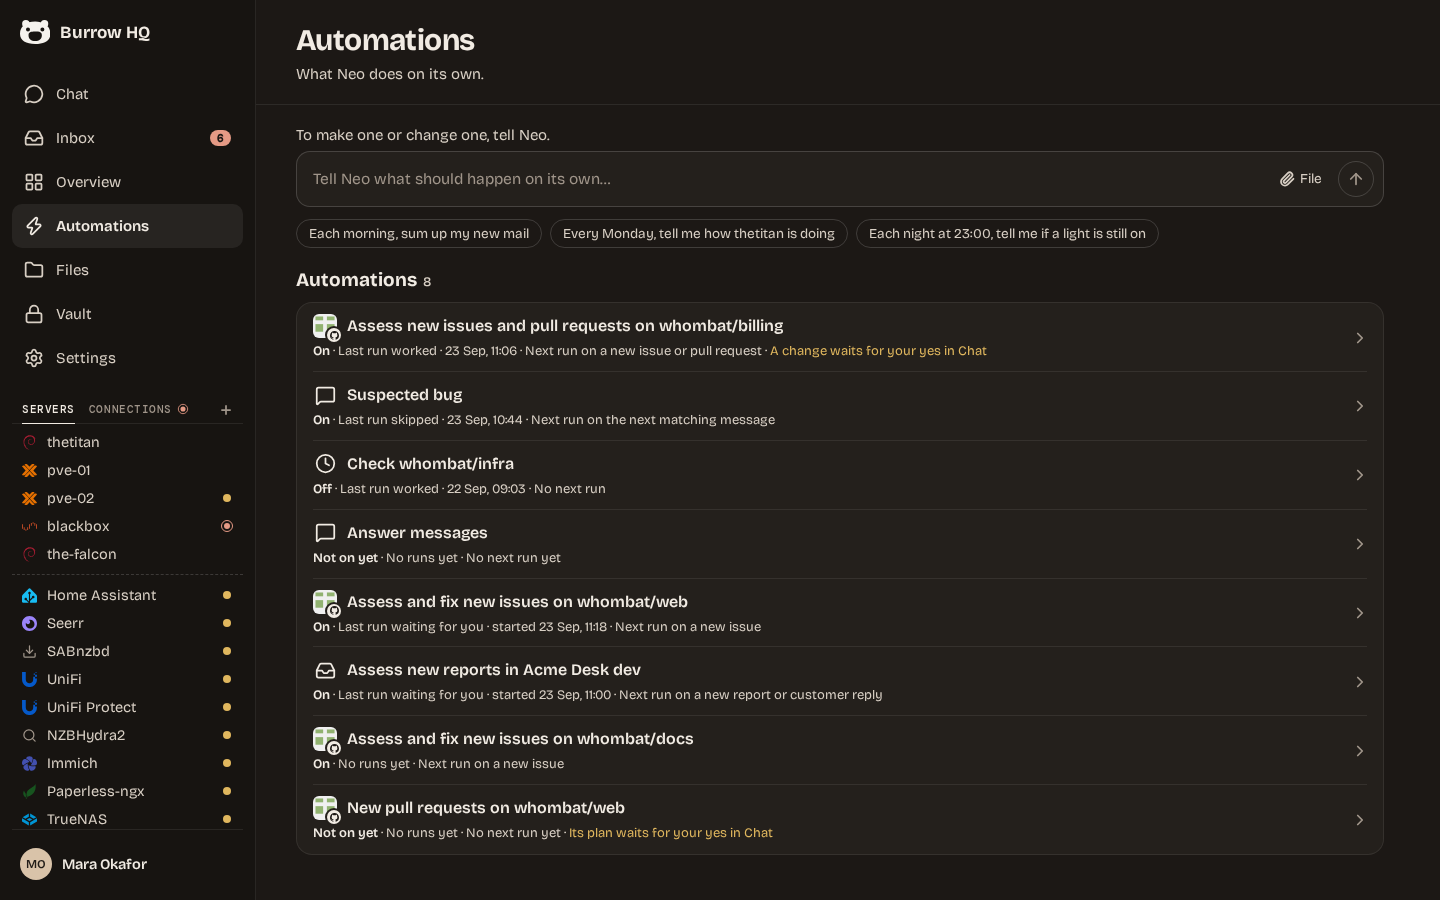 Burrow HQ
Chat
Inbox 6
Overview
Automations
Files
Vault
Settings
SERVERS CONNECTIONS +
thetitan
pve-01
pve-02
blackbox
the-falcon
Home Assistant
Seerr
SABnzbd
UniFi
UniFi Protect
NZBHydra2
Immich
Paperless-ngx
TrueNAS
MO Mara Okafor
Automations
What Neo does on its own.
To make one or change one, tell Neo.
Tell Neo what should happen on its own... File
Each morning, sum up my new mail
Every Monday, tell me how thetitan is doing
Each night at 23:00, tell me if a light is still on
Automations 8
Assess new issues and pull requests on whombat/billing
On · Last run worked · 23 Sep, 11:06 · Next run on a new issue or pull request · A change waits for your yes in Chat
Suspected bug
On · Last run skipped · 23 Sep, 10:44 · Next run on the next matching message
Check whombat/infra
Off · Last run worked · 22 Sep, 09:03 · No next run
Answer messages
Not on yet · No runs yet · No next run yet
Assess and fix new issues on whombat/web
On · Last run waiting for you · started 23 Sep, 11:18 · Next run on a new issue
Assess new reports in Acme Desk dev
On · Last run waiting for you · started 23 Sep, 11:00 · Next run on a new report or customer reply
Assess and fix new issues on whombat/docs
On · No runs yet · Next run on a new issue
New pull requests on whombat/web
Not on yet · No runs yet · No next run yet · Its plan waits for your yes in Chat